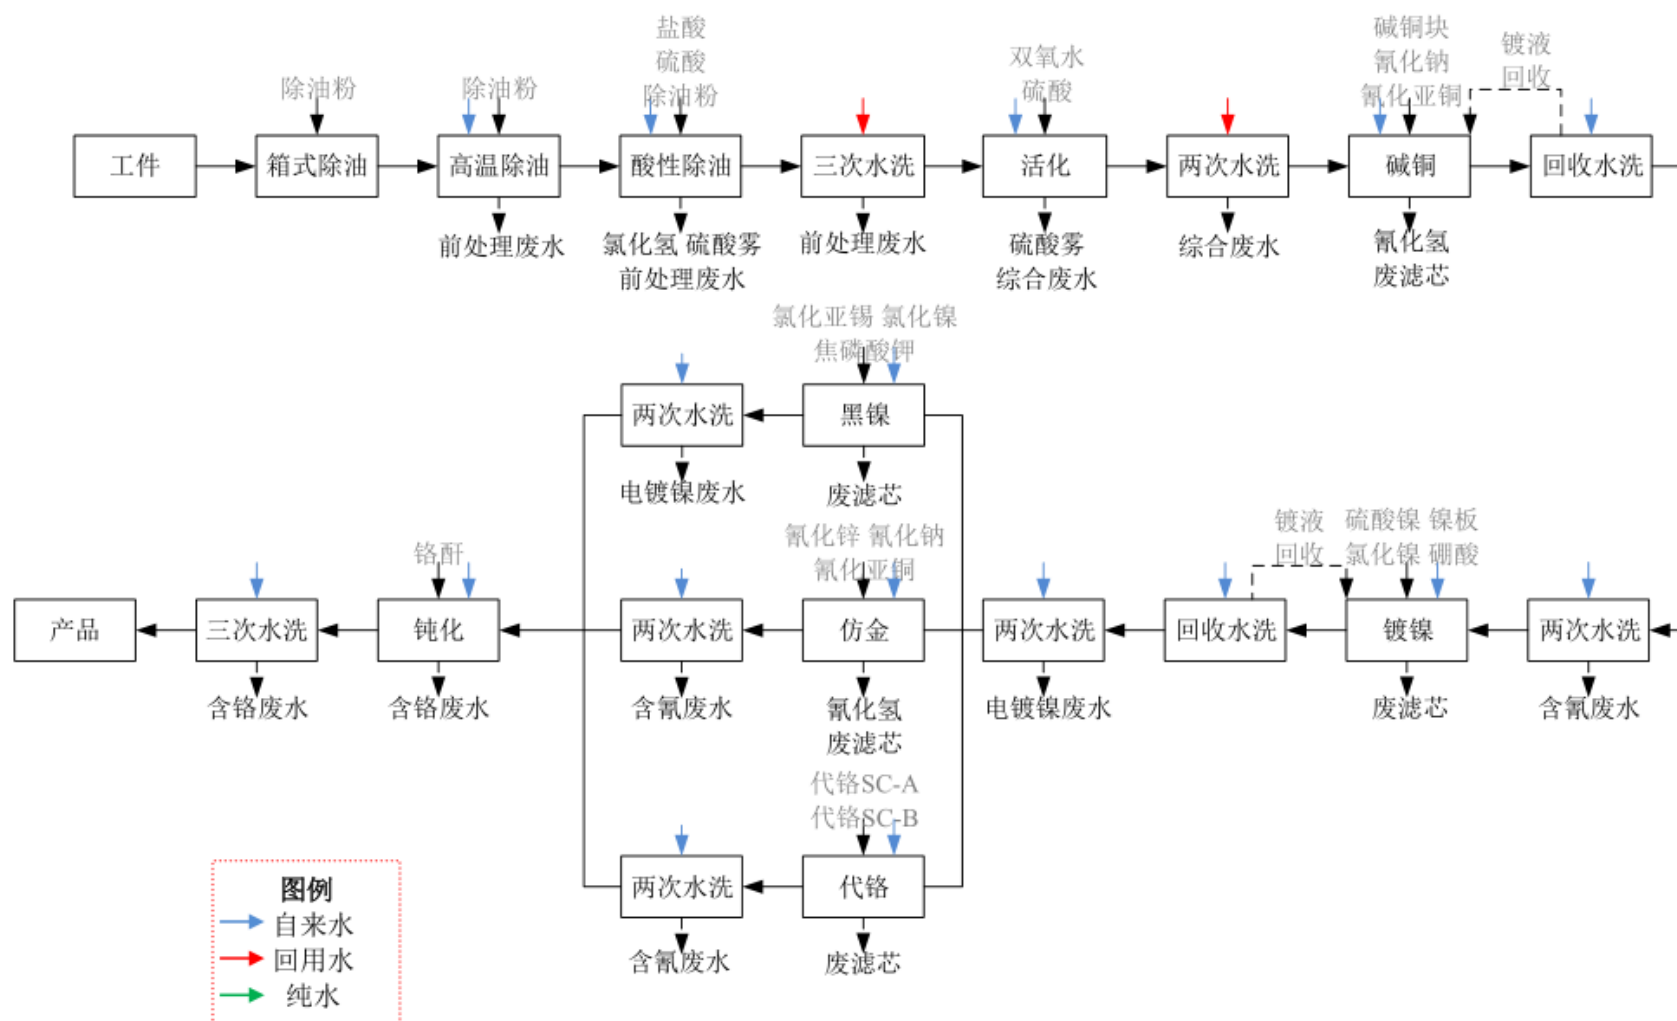 盐酸
硫酸
除油粉
除油粉
除油粉
双氧水
硫酸
碱铜块
氰化钠
氰化亚铜
镀液
回收
工件
箱式除油
高温除油
酸性除油
三次水洗
活化
两次水洗
碱铜
回收水洗
前处理废水
氯化氢 硫酸雾
前处理废水
前处理废水
硫酸雾
综合废水
综合废水
氰化氢
废滤芯
氯化亚锡 氯化镍
焦磷酸钾
两次水洗
黑镍
电镀镍废水
废滤芯
铬酐
氰化锌 氰化钠
氰化亚铜
镀液
回收
硫酸镍 镍板
氯化镍 硼酸
产品
三次水洗
钝化
两次水洗
仿金
两次水洗
回收水洗
镀镍
两次水洗
含铬废水
含铬废水
含氰废水
氰化氢
废滤芯
电镀镍废水
废滤芯
含氰废水
代铬SC-A
代铬SC-B
两次水洗
代铬
含氰废水
废滤芯
图例
自来水
回用水
纯水